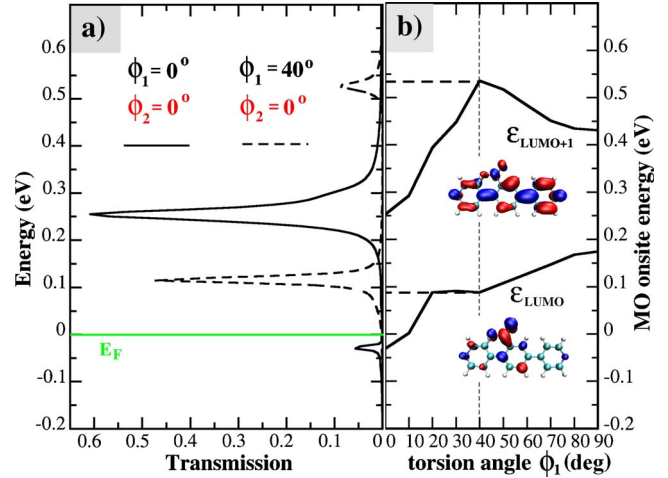 a)
b)
ϕ1 = 0° ϕ1 = 40°
ϕ2 = 0° ϕ2 = 0°
0.6
0.5
0.4
0.3
0.2
0.1
0
-0.1
-0.2
Energy (eV)
EF
0.6 0.5 0.4 0.3 0.2 0.1 0
Transmission
εLUMO+1
εLUMO
0 10 20 30 40 50 60 70 80 90
torsion angle ϕ1 (deg)
0.6
0.5
0.4
0.3
0.2
0.1
0
-0.1
-0.2
MO onsite energy (eV)